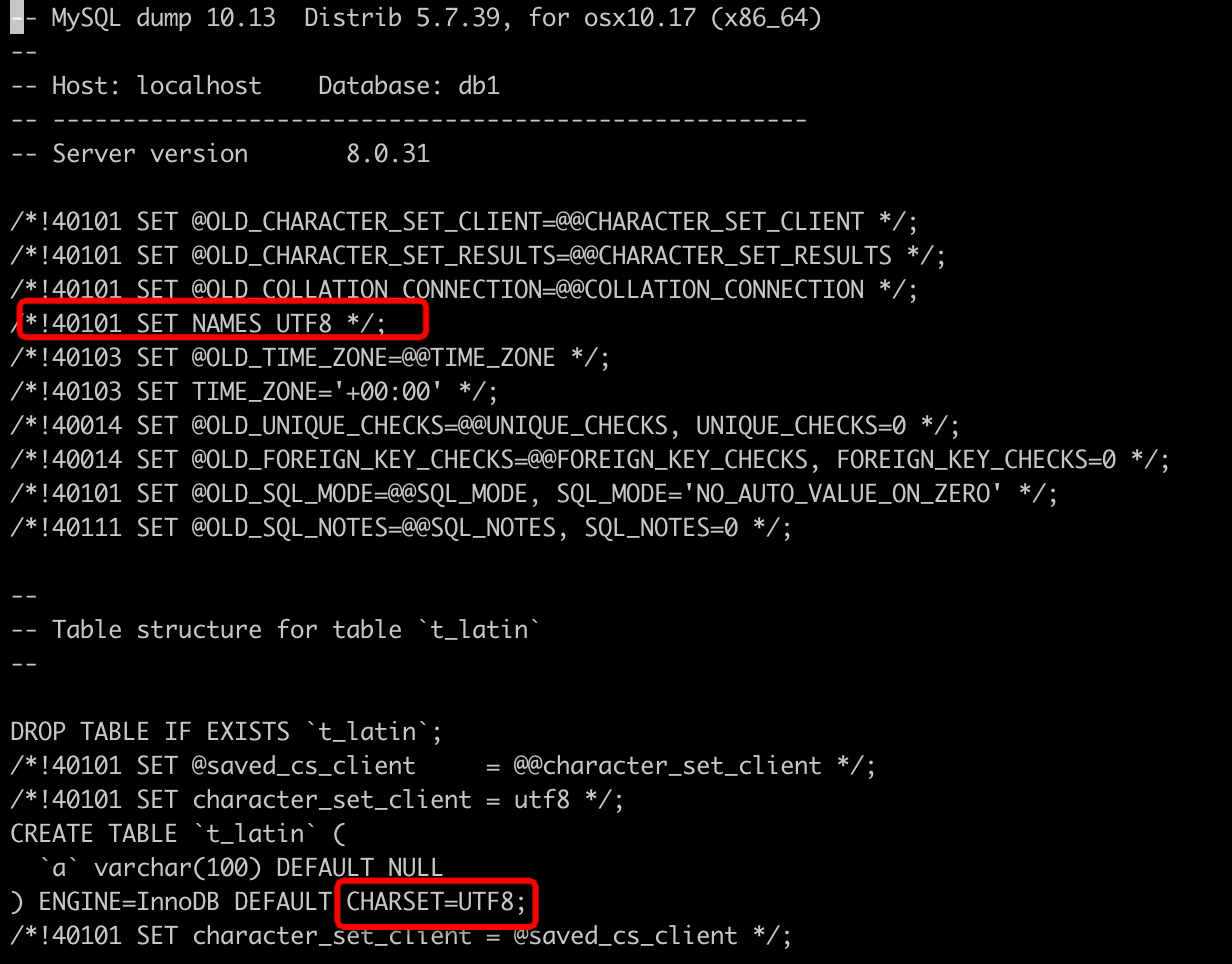 -- MySQL dump 10.13  Distrib 5.7.39, for osx10.17 (x86_64)
--
-- Host: localhost    Database: db1
-- ------------------------------------------------------
-- Server version       8.0.31

/*!40101 SET @OLD_CHARACTER_SET_CLIENT=@@CHARACTER_SET_CLIENT */;
/*!40101 SET @OLD_CHARACTER_SET_RESULTS=@@CHARACTER_SET_RESULTS */;
/*!40101 SET @OLD_COLLATION_CONNECTION=@@COLLATION_CONNECTION */;
/*!40101 SET NAMES UTF8 */;
/*!40103 SET @OLD_TIME_ZONE=@@TIME_ZONE */;
/*!40103 SET TIME_ZONE='+00:00' */;
/*!40014 SET @OLD_UNIQUE_CHECKS=@@UNIQUE_CHECKS, UNIQUE_CHECKS=0 */;
/*!40014 SET @OLD_FOREIGN_KEY_CHECKS=@@FOREIGN_KEY_CHECKS, FOREIGN_KEY_CHECKS=0 */;
/*!40101 SET @OLD_SQL_MODE=@@SQL_MODE, SQL_MODE='NO_AUTO_VALUE_ON_ZERO' */;
/*!40111 SET @OLD_SQL_NOTES=@@SQL_NOTES, SQL_NOTES=0 */;

--
-- Table structure for table `t_latin`
--

DROP TABLE IF EXISTS `t_latin`;
/*!40101 SET @saved_cs_client     = @@character_set_client */;
/*!40101 SET character_set_client = utf8 */;
CREATE TABLE `t_latin` (
  `a` varchar(100) DEFAULT NULL
) ENGINE=InnoDB DEFAULT CHARSET=UTF8;
/*!40101 SET character_set_client = @saved_cs_client */;